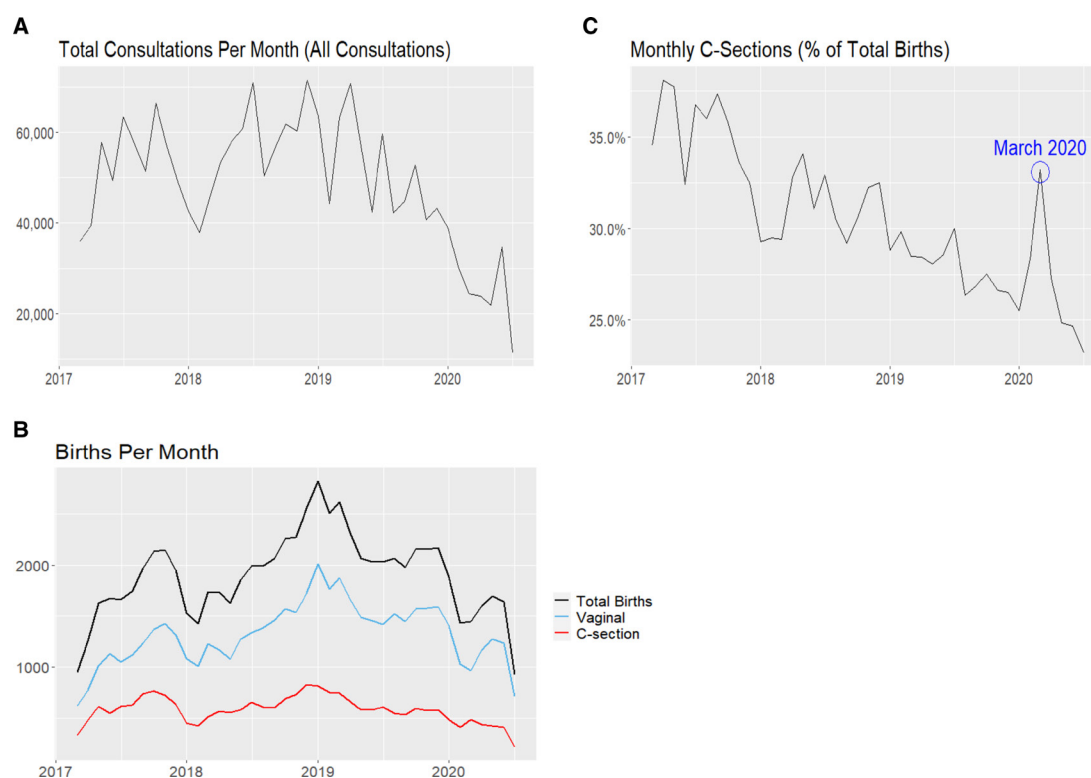 A
Total Consultations Per Month (All Consultations)
60,000
40,000
20,000
2017 2018 2019 2020
B
Births Per Month
2000
1000
2017 2018 2019 2020
Total Births
Vaginal
C-section
C
Monthly C-Sections (% of Total Births)
35.0%
March 2020
30.0%
25.0%
2017 2018 2019 2020